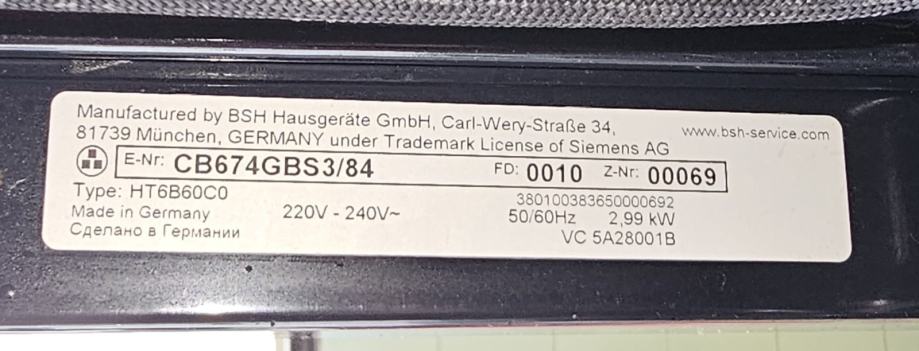 Manufactured by BSH Hausgeräte GmbH, Carl-Wery-Straße 34,
81739 München, GERMANY under Trademark License of Siemens AG
www.bsh-service.com
E-Nr: CB674GBS3/84 FD: 0010 Z-Nr: 00069
Type: HT6B60C0
380100383650000692
Made in Germany 220V - 240V~ 50/60Hz 2,99 kW
Сделано в Германии
VC 5A28001B